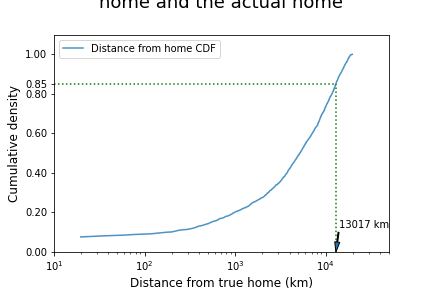 home and the actual home
Distance from home CDF
1.00
0.85
0.80
0.60
0.40
0.20
0.00
Cumulative density
13017 km
10¹ 10² 10³ 10⁴
Distance from true home (km)